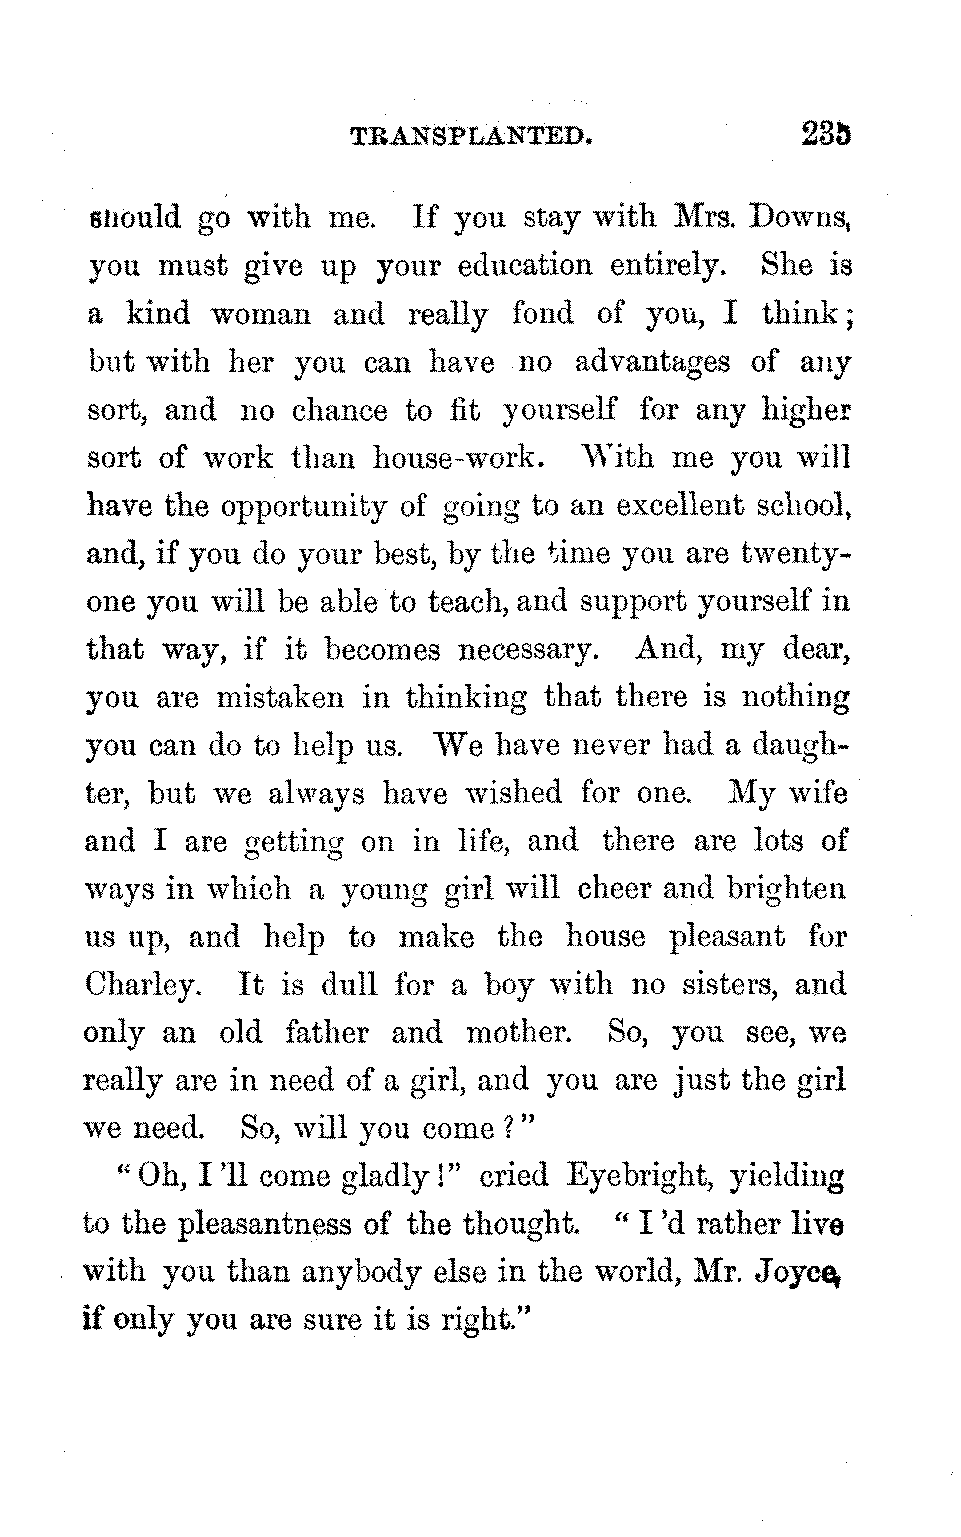 TRANSPLANTED. 235
should go with me. If you stay with Mrs. Downs,
you must give up your education entirely. She is
a kind woman and really fond of you, I think;
but with her you can have no advantages of any
sort, and no chance to fit yourself for any higher
sort of work than house-work. With me you will
have the opportunity of going to an excellent school,
and, if you do your best, by the time you are twenty-
one you will be able to teach, and support yourself in
that way, if it becomes necessary. And, my dear,
you are mistaken in thinking that there is nothing
you can do to help us. We have never had a daugh-
ter, but we always have wished for one. My wife
and I are getting on in life, and there are lots of
ways in which a young girl will cheer and brighten
us up, and help to make the house pleasant for
Charley. It is dull for a boy with no sisters, and
only an old father and mother. So, you see, we
really are in need of a girl, and you are just the girl
we need. So, will you come?"
"Oh, I'll come gladly!" cried Eyebright, yielding
to the pleasantness of the thought. "I'd rather live
with you than anybody else in the world, Mr. Joyce,
if only you are sure it is right."